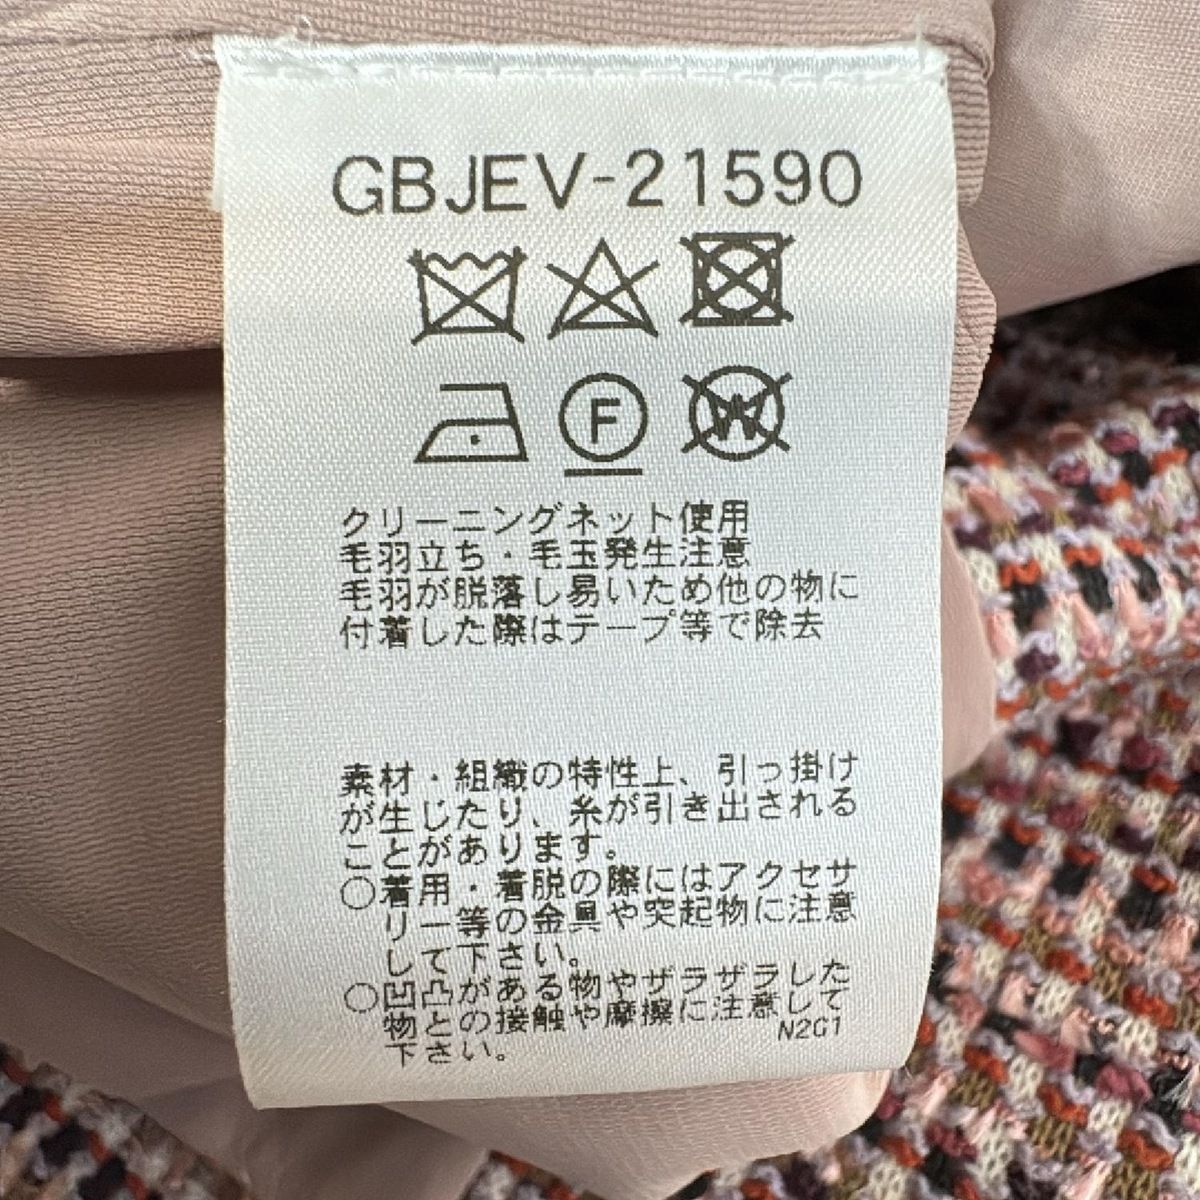 GBJEV-21590
F
W
クリーニングネット使用
毛羽立ち・毛玉発生注意
毛羽が脱落し易いため他の物に
付着した際はテープ等で除去
素材・組織の特性上、引っ掛け
が生じたり、糸が引き出される
ことがあります。
○着用・着脱の際にはアクセサ
リー等の金具や突起物に注意
して下さい。
○凹凸がある物やザラザラした
物との接触や摩擦に注意して
下さい。
N2G1